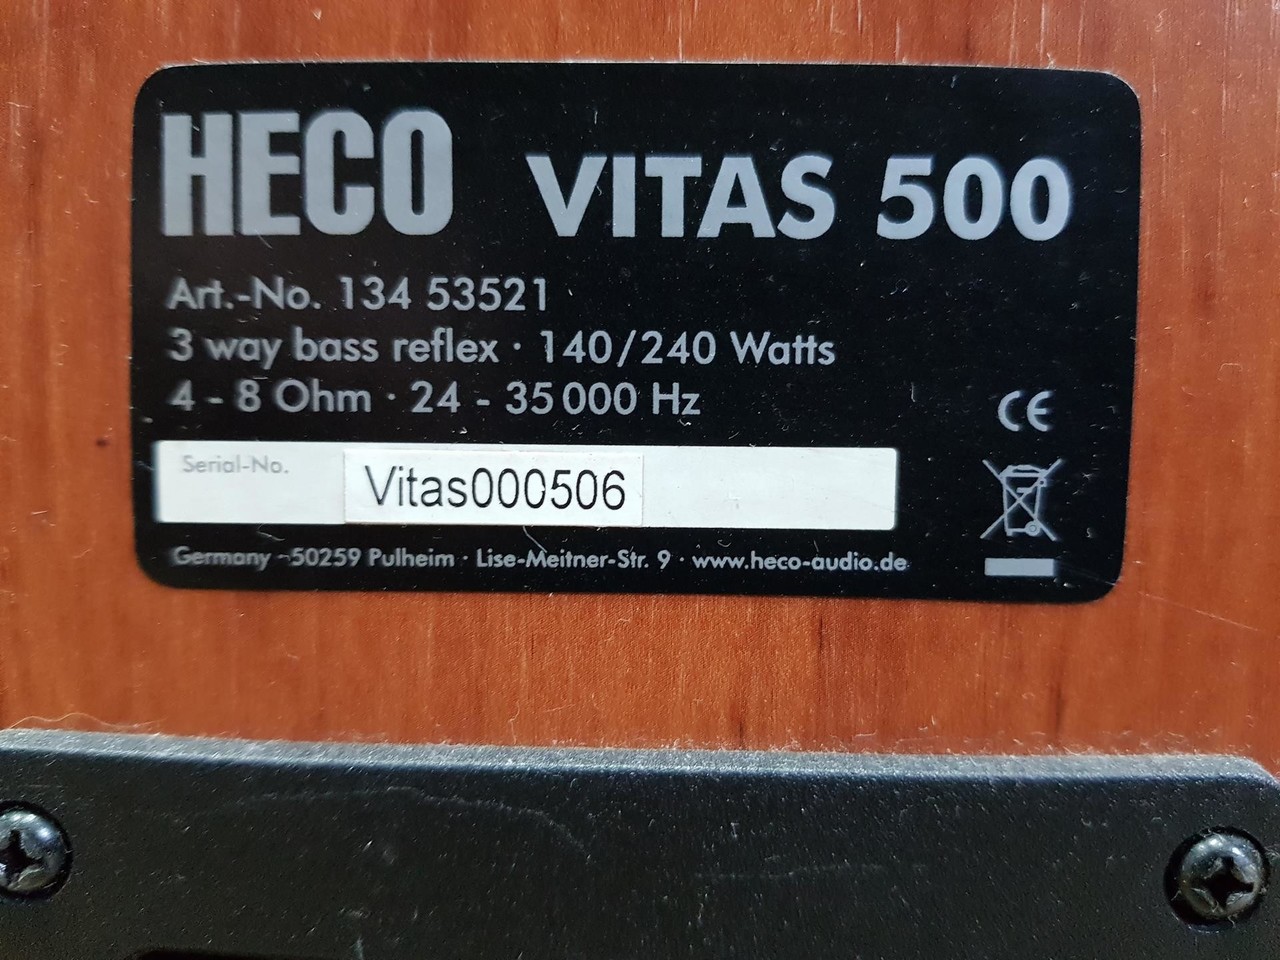 HECO VITAS 500
Art.-No. 134 53521
3 way bass reflex · 140/240 Watts
4 - 8 Ohm · 24 - 35 000 Hz
CE
Serial-No. Vitas000506
Germany - 50259 Pulheim · Lise-Meitner-Str. 9 · www.heco-audio.de